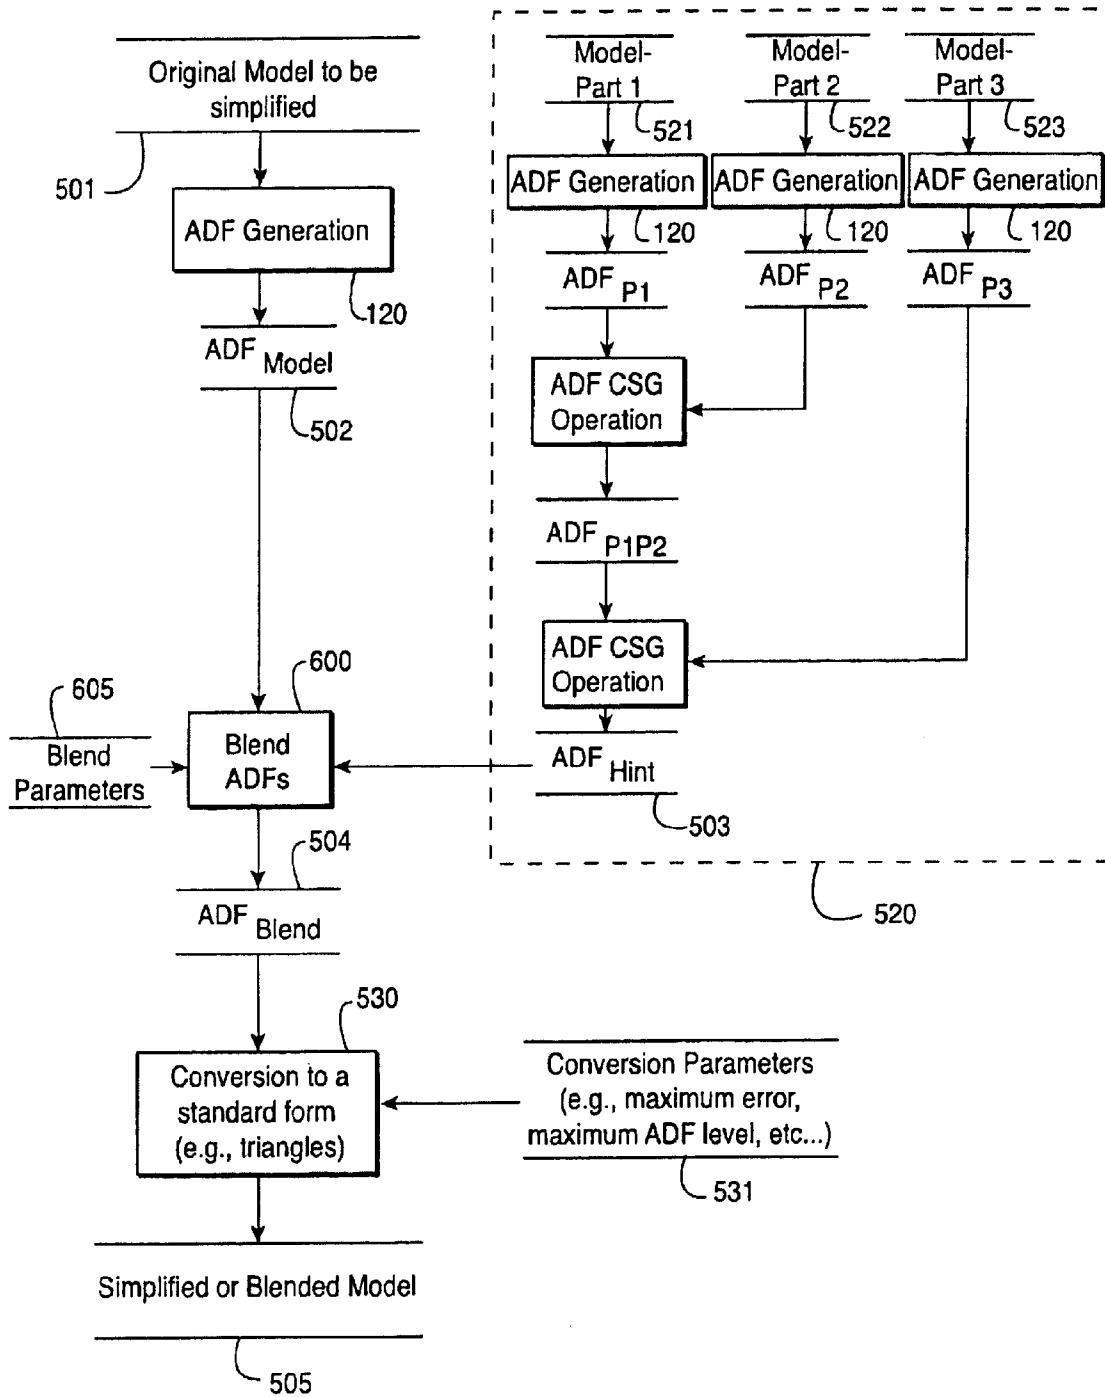 Original Model to be
simplified
501
ADF Generation
120
ADF Model
502
Model-
Part 1
521
Model-
Part 2
522
Model-
Part 3
523
ADF Generation
120
ADF Generation
120
ADF Generation
120
ADF P1
ADF P2
ADF P3
ADF CSG
Operation
ADF P1P2
ADF CSG
Operation
ADF Hint
503
520
605
Blend
Parameters
600
Blend
ADFs
504
ADF Blend
530
Conversion to a
standard form
(e.g., triangles)
Conversion Parameters
(e.g., maximum error,
maximum ADF level, etc...)
531
Simplified or Blended Model
505